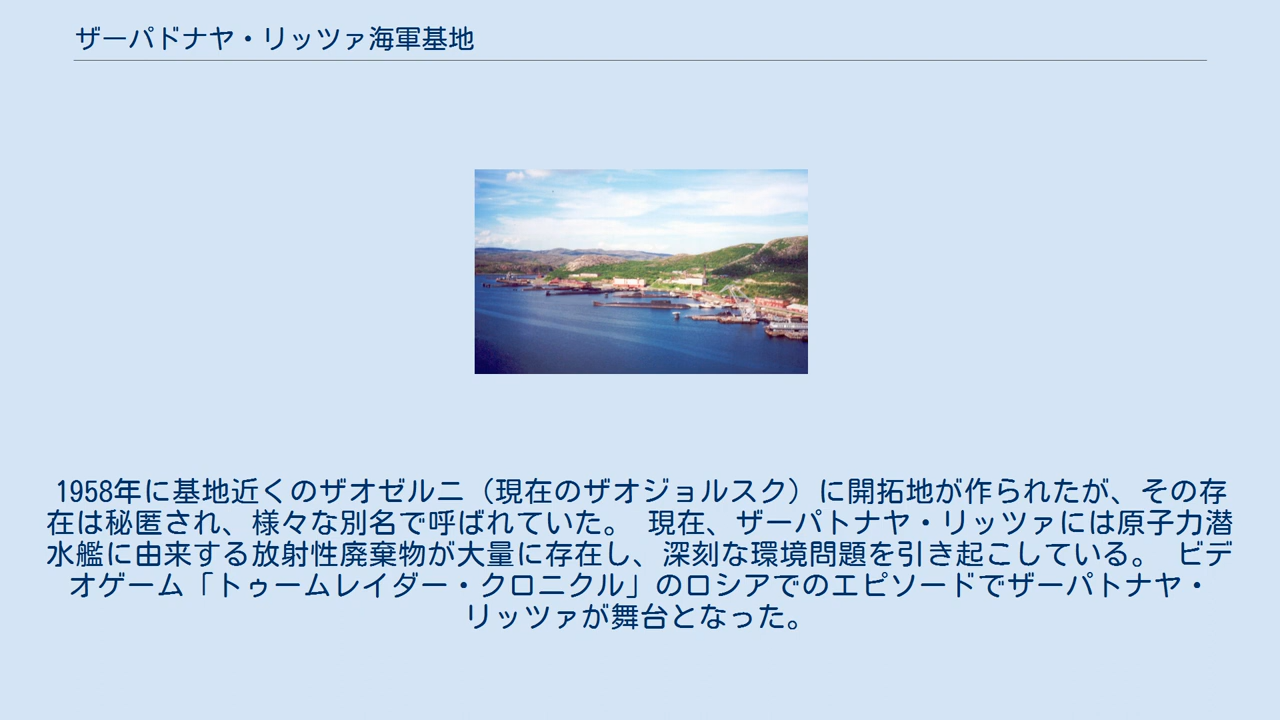 ザーパドナヤ・リッツァ海軍基地
1958年に基地近くのザオゼルニ（現在のザオジョルスク）に開拓地が作られたが、その存
在は秘匿され、様々な別名で呼ばれていた。 現在、ザーパトナヤ・リッツァには原子力潜
水艦に由来する放射性廃棄物が大量に存在し、深刻な環境問題を引き起こしている。 ビデ
オゲーム「トゥームレイダー・クロニクル」のロシアでのエピソードでザーパトナヤ・
リッツァが舞台となった。